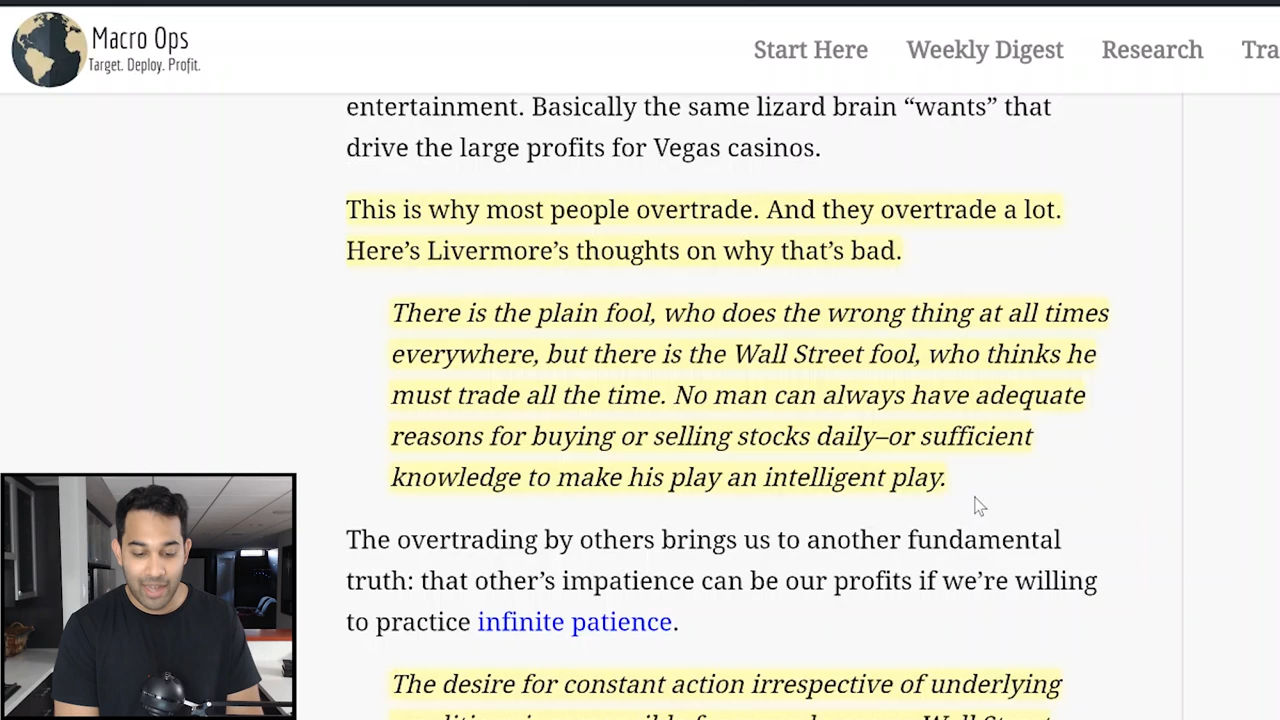 Macro Ops
Target. Deploy. Profit.
Start Here Weekly Digest Research Tra
entertainment. Basically the same lizard brain “wants” that
drive the large profits for Vegas casinos.
This is why most people overtrade. And they overtrade a lot.
Here’s Livermore’s thoughts on why that’s bad.
There is the plain fool, who does the wrong thing at all times
everywhere, but there is the Wall Street fool, who thinks he
must trade all the time. No man can always have adequate
reasons for buying or selling stocks daily–or sufficient
knowledge to make his play an intelligent play.
The overtrading by others brings us to another fundamental
truth: that other’s impatience can be our profits if we’re willing
to practice infinite patience.
The desire for constant action irrespective of underlying